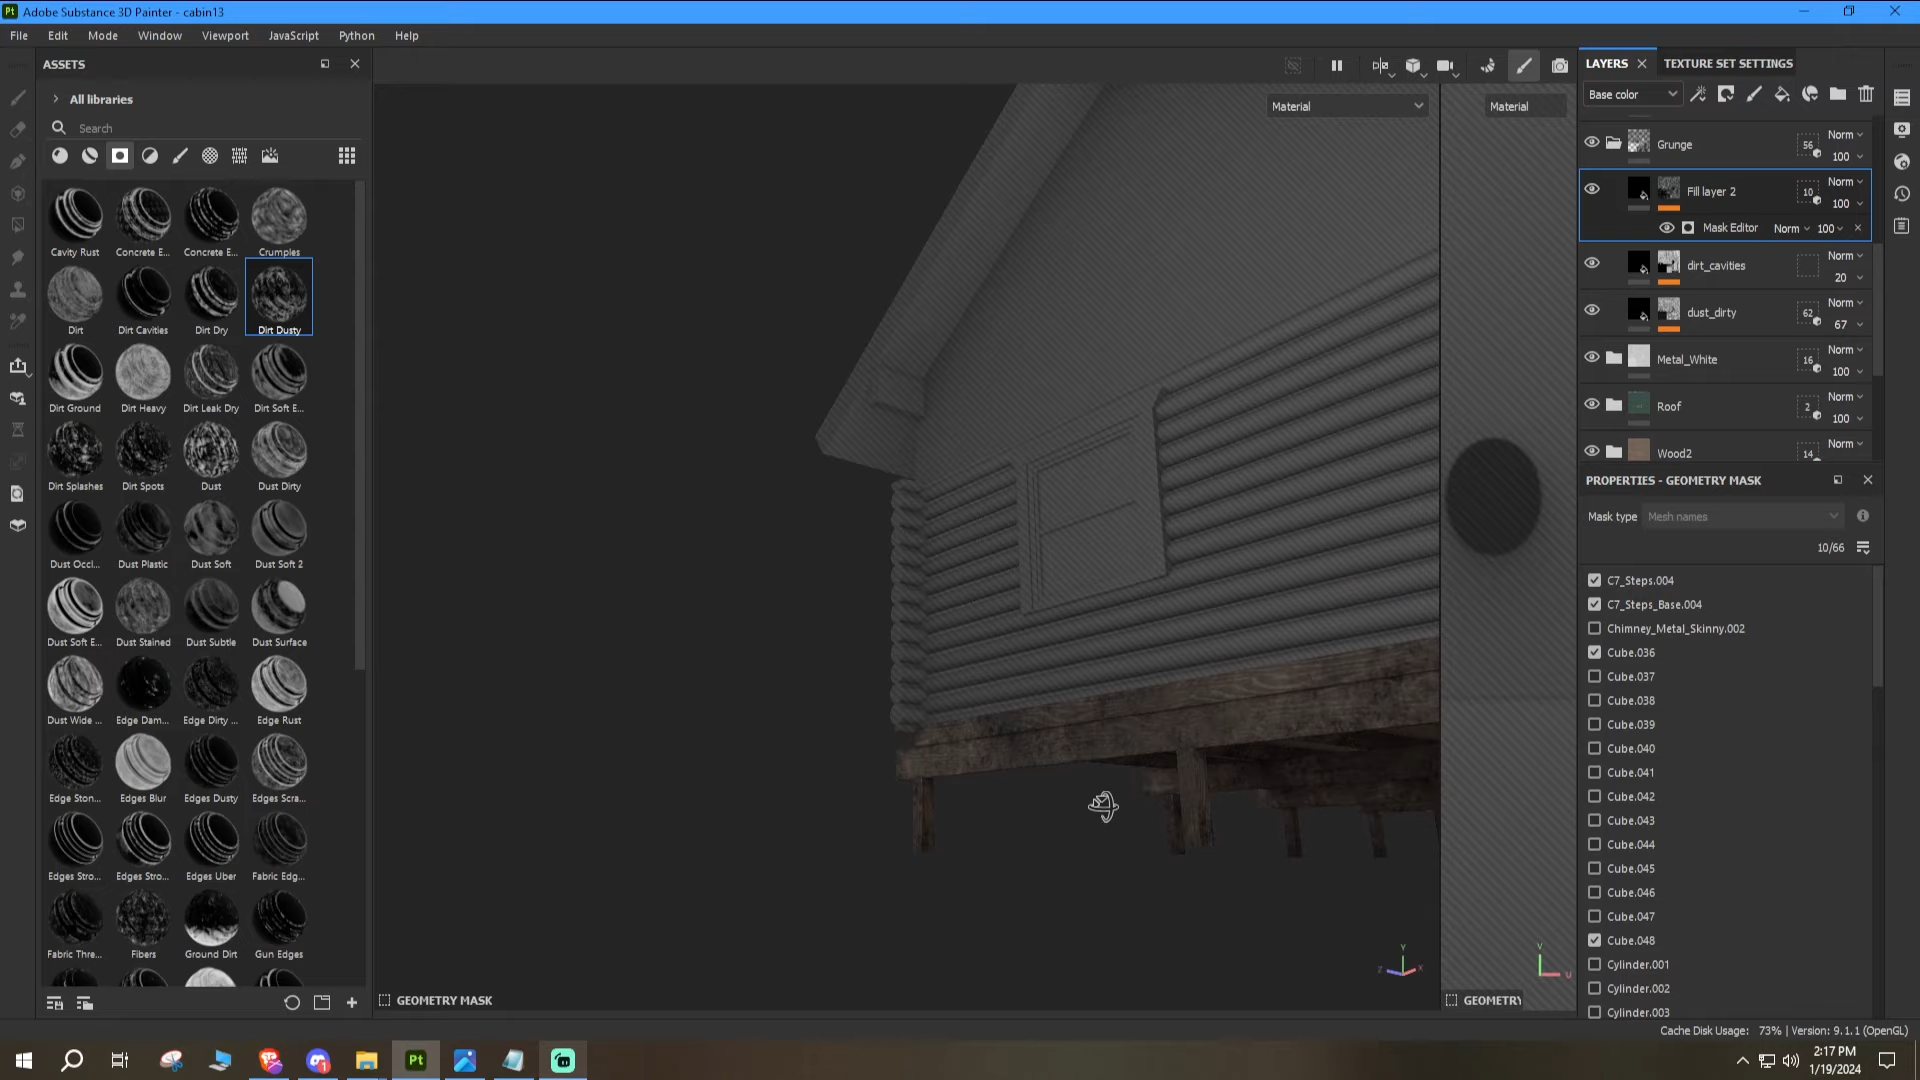 Pt Adobe Substance 3D Painter - cabin13
File Edit Mode Window Viewport JavaScript Python Help
ASSETS
All libraries
Search
Cavity Rust Concrete E... Concrete E... Crumples
Dirt Dirt Cavities Dirt Dry Dirt Dusty
Dirt Ground Dirt Heavy Dirt Leak Dry Dirt Soft E...
Dirt Splashes Dirt Spots Dust Dust Dirty
Dust Occl... Dust Plastic Dust Soft Dust Soft 2
Dust Soft E... Dust Stained Dust Subtle Dust Surface
Dust Wide ... Edge Dam... Edge Dirty ... Edge Rust
Edge Ston... Edges Blur Edges Dusty Edges Scra...
Edges Stro... Edges Stro... Edges Uber Fabric Edg...
Fabric Thre... Fibers Ground Dirt Gun Edges
Material
Material
Y
Z X
V
U
GEOMETRY MASK
GEOMETRY
LAYERS TEXTURE SET SETTINGS
Base color
Grunge 56 Norm
100
Fill layer 2 10 Norm
100
Mask Editor Norm 100
dirt_cavities Norm
20
dust_dirty 62 Norm
67
Metal_White 16 Norm
100
Roof 2 Norm
100
Wood2 14 Norm
PROPERTIES - GEOMETRY MASK
Mask type Mesh names
10/66
C7_Steps.004
C7_Steps_Base.004
Chimney_Metal_Skinny.002
Cube.036
Cube.037
Cube.038
Cube.039
Cube.040
Cube.041
Cube.042
Cube.043
Cube.044
Cube.045
Cube.046
Cube.047
Cube.048
Cylinder.001
Cylinder.002
Cylinder.003
Cache Disk Usage: 73% | Version: 9.1.1 (OpenGL)
1
Pt
2:17 PM
1/19/2024